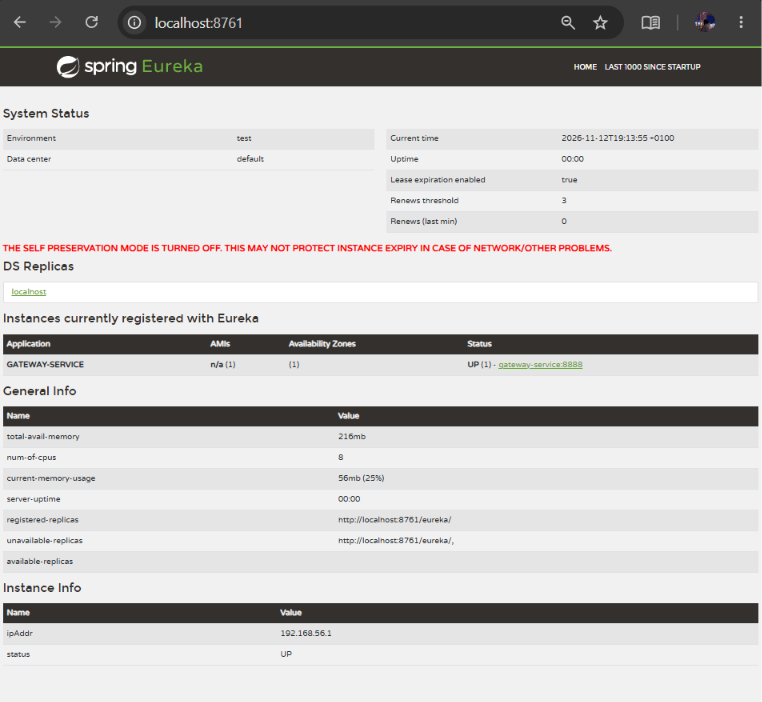 localhost:8761
spring Eureka
HOME LAST 1000 SINCE STARTUP
System Status
Environment test
Data center default
Current time 2026-11-12T19:13:55 +0100
Uptime 00:00
Lease expiration enabled true
Renews threshold 3
Renews (last min) 0
THE SELF PRESERVATION MODE IS TURNED OFF. THIS MAY NOT PROTECT INSTANCE EXPIRY IN CASE OF NETWORK/OTHER PROBLEMS.
DS Replicas
localhost
Instances currently registered with Eureka
Application AMIs Availability Zones Status
GATEWAY-SERVICE n/a (1) (1) UP (1) - gateway-service:8888
General Info
Name Value
total-avail-memory 216mb
num-of-cpus 8
current-memory-usage 56mb (25%)
server-uptime 00:00
registered-replicas http://localhost:8761/eureka/
unavailable-replicas http://localhost:8761/eureka/,
available-replicas
Instance Info
Name Value
ipAddr 192.168.56.1
status UP